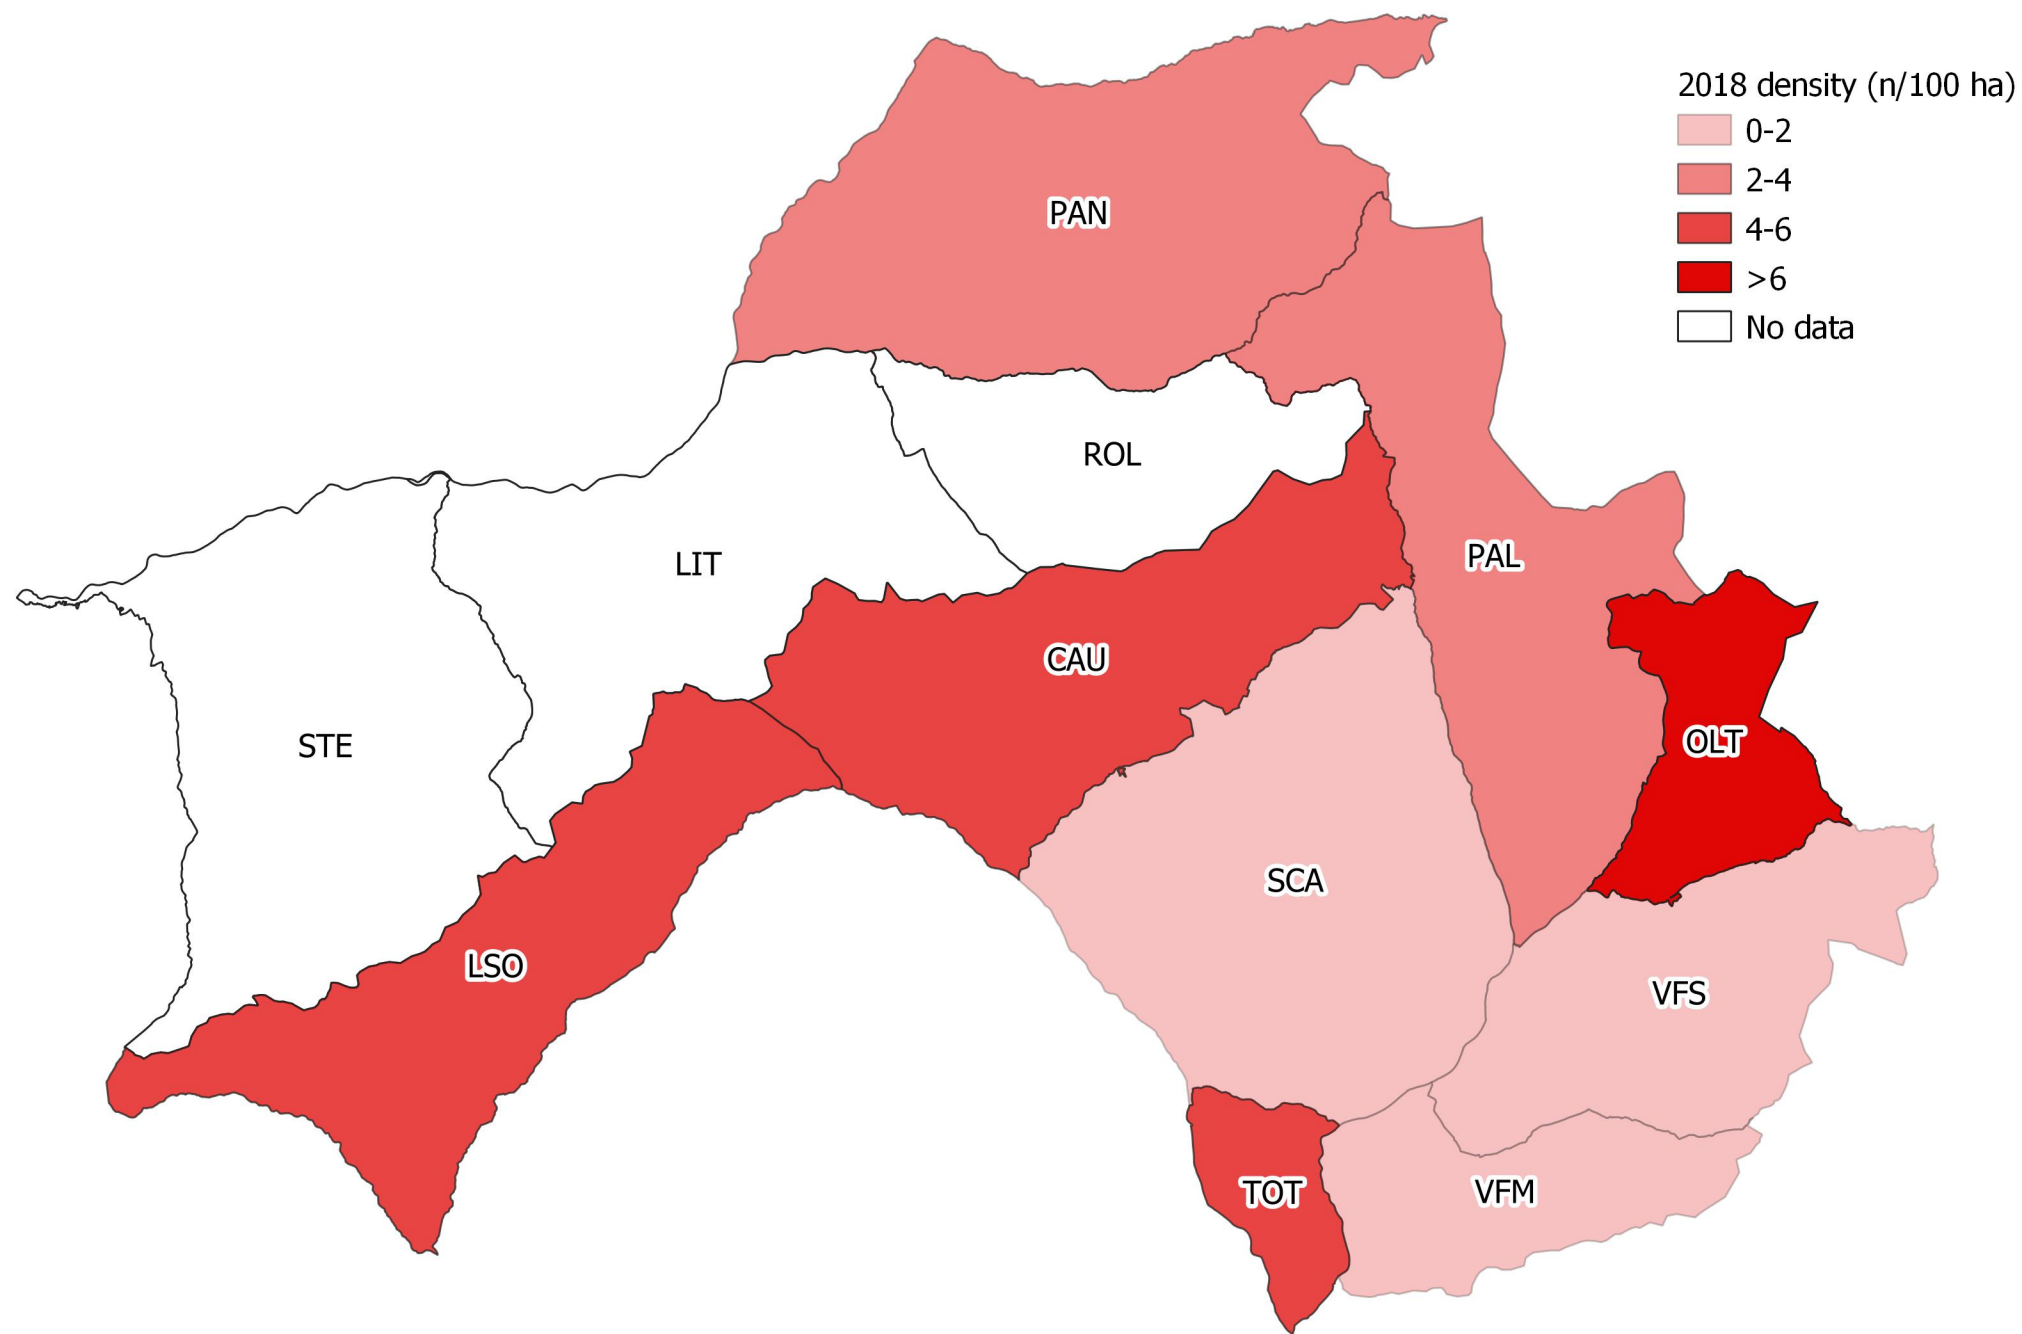 2018 density (n/100 ha)
0-2
2-4
4-6
>6
No data
PAN
ROL
LIT
PAL
CAU
STE
OLT
SCA
LSO
VFS
TOT
VFM